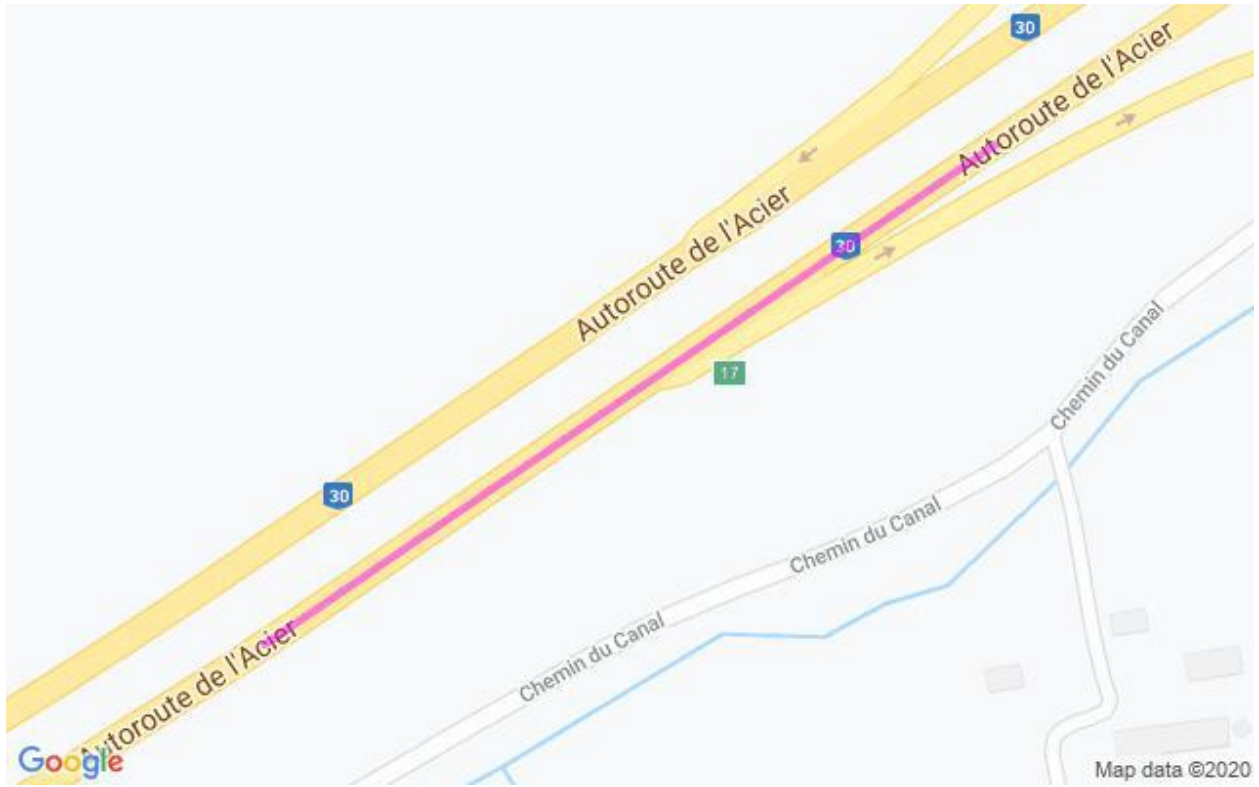 30
Autoroute de l'Acier
Autoroute de l'Acier
30
17
Chemin du Canal
30
Chemin du Canal
Chemin du Canal
Autoroute de l'Acier
Google
Map data ©2020